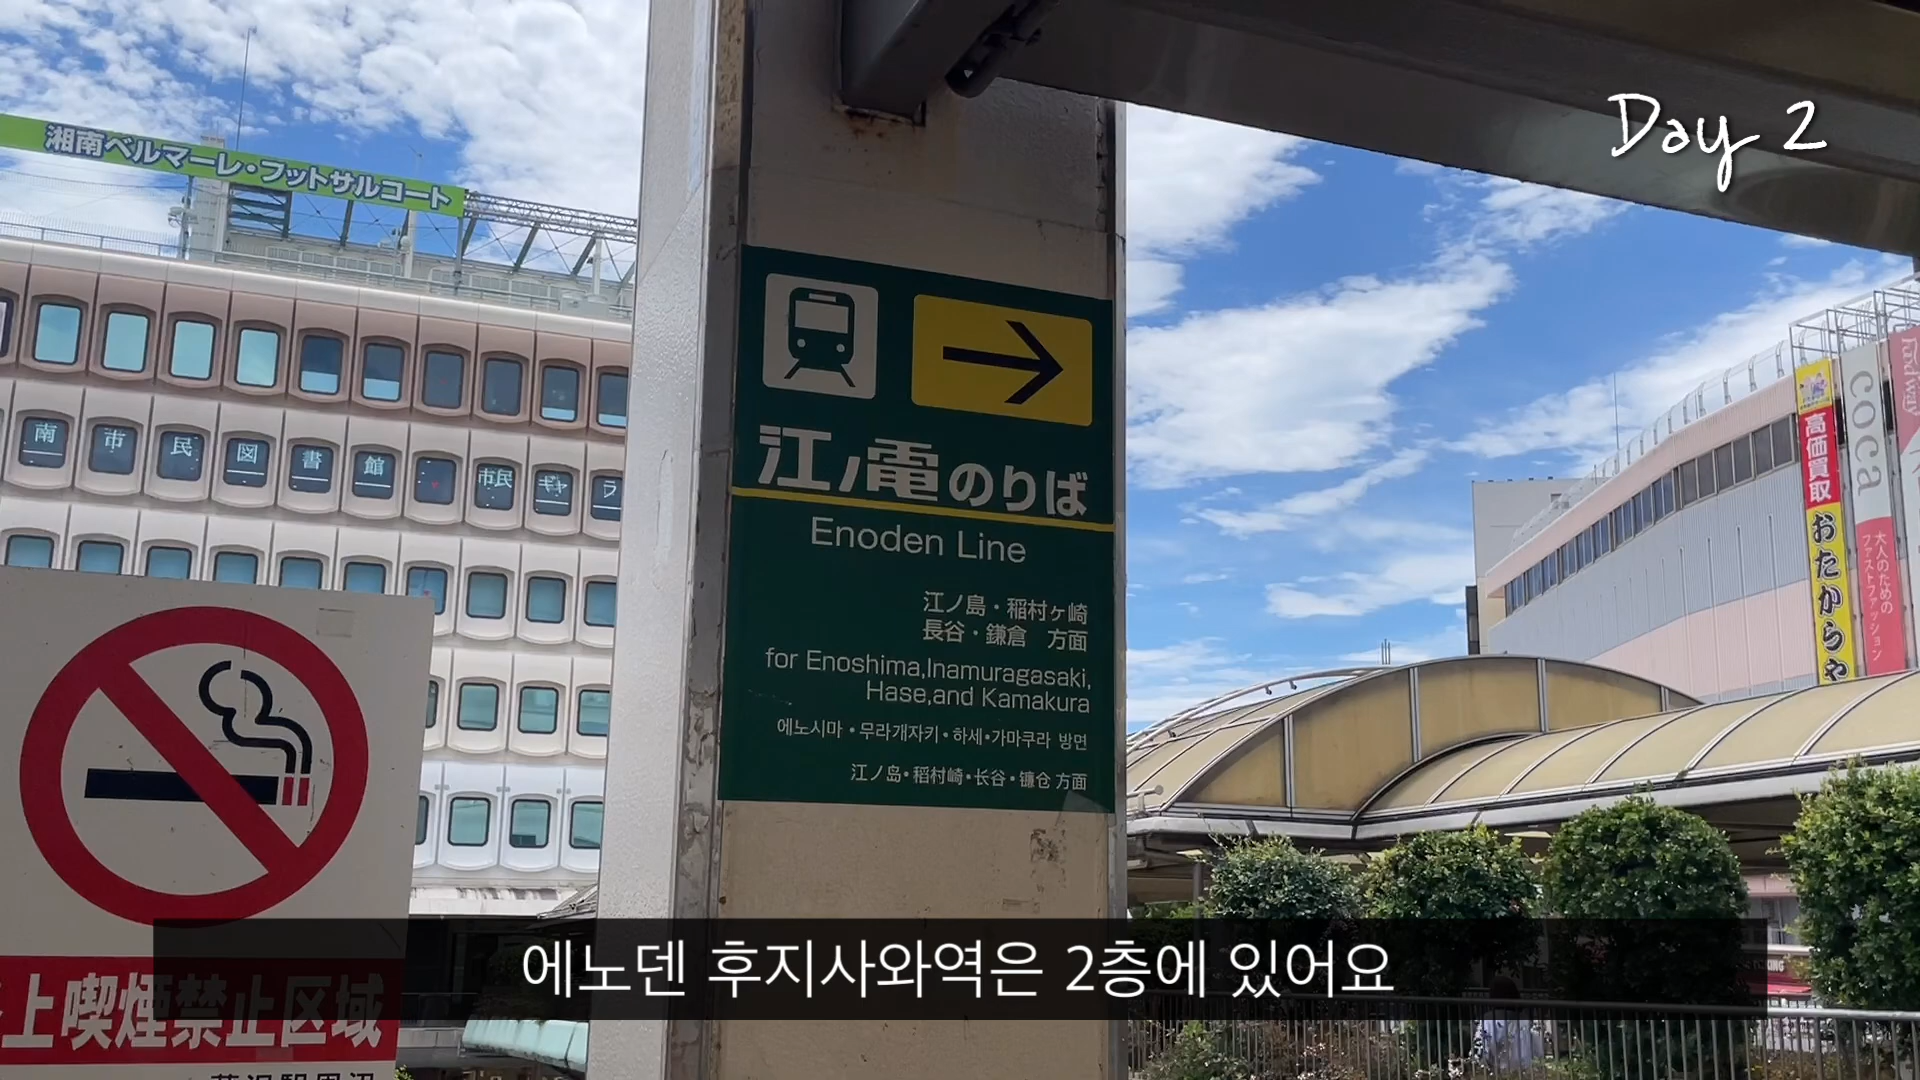 Day 2
湘南ベルマーレ・フットサルコート
南市民図書館 市民ギャラ
江ノ電のりば
Enoden Line
江ノ島・稲村ヶ崎
長谷・鎌倉 方面
for Enoshima,Inamuragasaki,
Hase,and Kamakura
에노시마・무라개자키・하세・가마쿠라 방면
江ノ岛・稻村崎・长谷・镰仓 方面
高価買取
おたからや
coca
大人のための
ファストファッション
foodway
上喫煙禁止区域
에노덴 후지사와역은 2층에 있어요